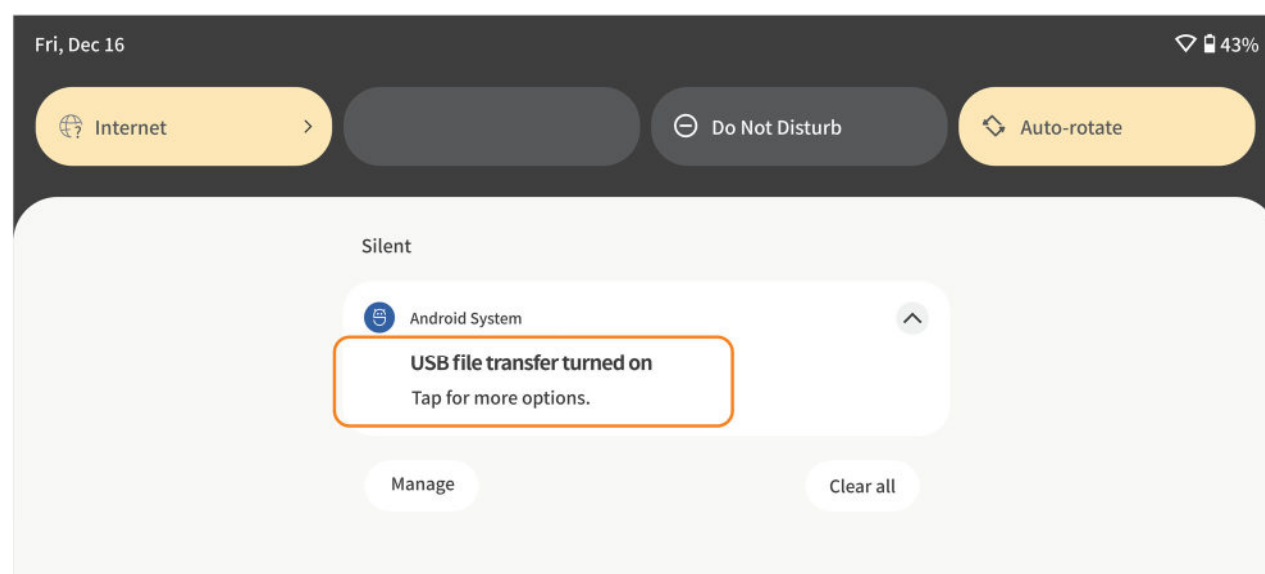 Fri, Dec 16
43%
Internet
Do Not Disturb
Auto-rotate
Silent
Android System
USB file transfer turned on
Tap for more options.
Manage
Clear all